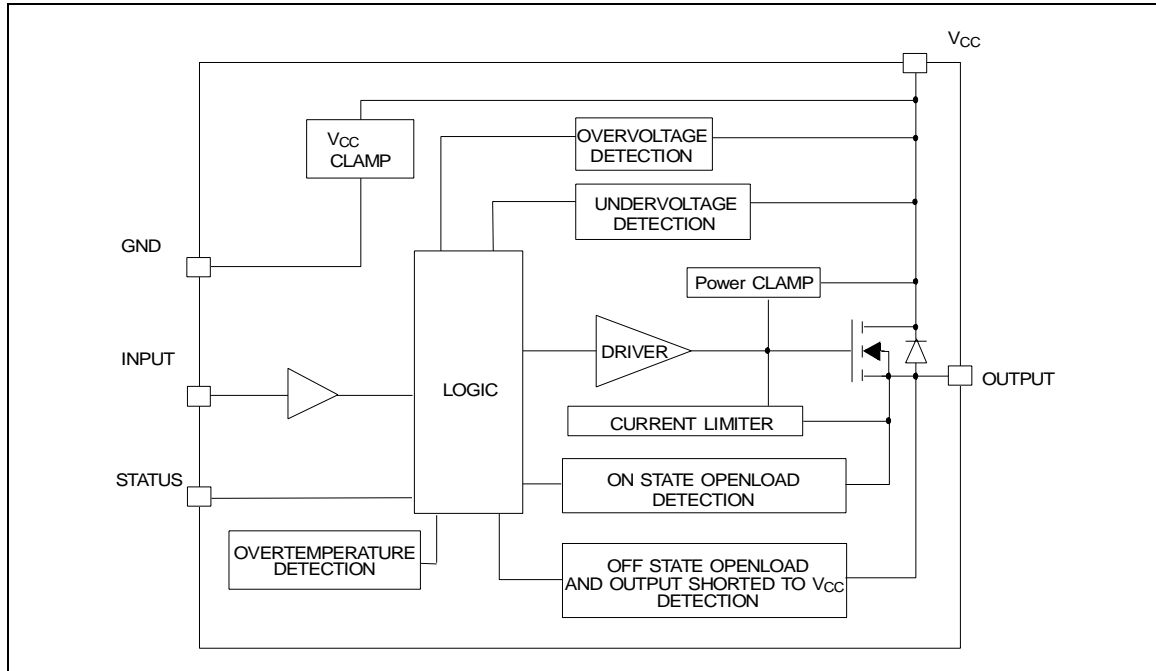 VCC
VCC
CLAMP
OVERVOLTAGE
DETECTION
UNDERVOLTAGE
DETECTION
GND
Power CLAMP
INPUT
DRIVER
OUTPUT
LOGIC
CURRENT LIMITER
STATUS
ON STATE OPENLOAD
DETECTION
OVERTEMPERATURE
DETECTION
OFF STATE OPENLOAD
AND OUTPUT SHORTED TO VCC
DETECTION